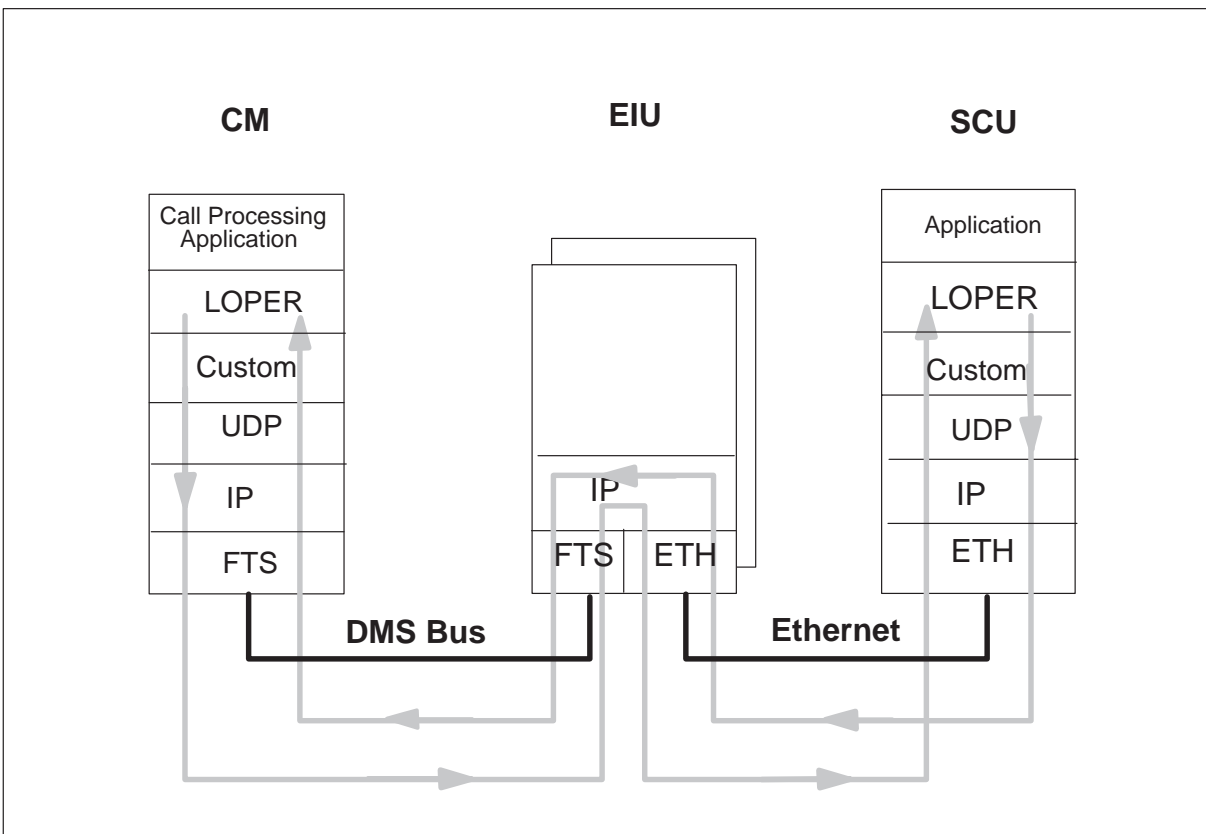 CM
EIU
SCU
Call Processing
Application
LOPER
Custom
UDP
IP
FTS
IP
FTS
ETH
Application
LOPER
Custom
UDP
IP
ETH
DMS Bus
Ethernet